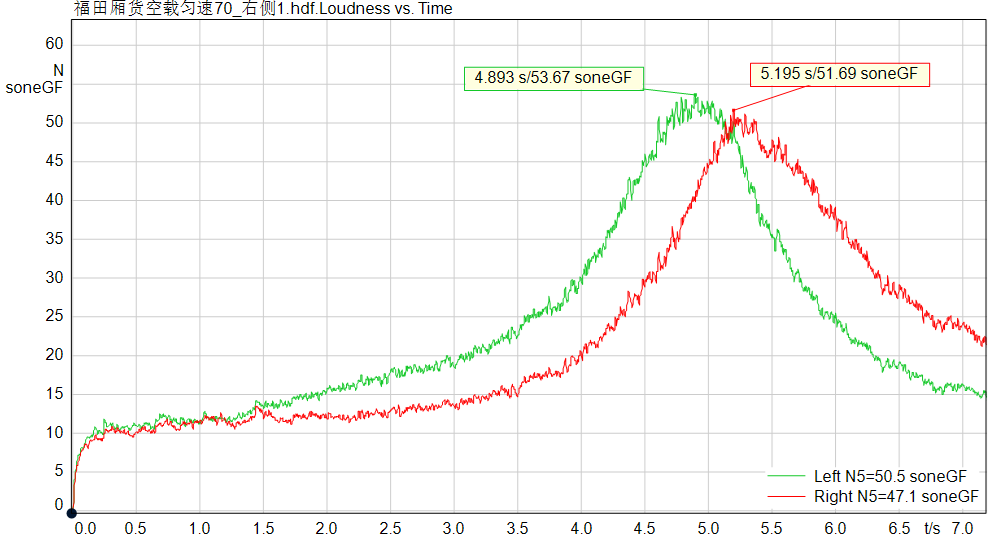 福田厢货空载匀速70_右侧1.hdf.Loudness vs. Time
60
N
soneGF
50
45
40
35
30
25
20
15
10
5
0
4.893 s/53.67 soneGF
5.195 s/51.69 soneGF
Left N5=50.5 soneGF
Right N5=47.1 soneGF
0.0 0.5 1.0 1.5 2.0 2.5 3.0 3.5 4.0 4.5 5.0 5.5 6.0 6.5 t/s 7.0